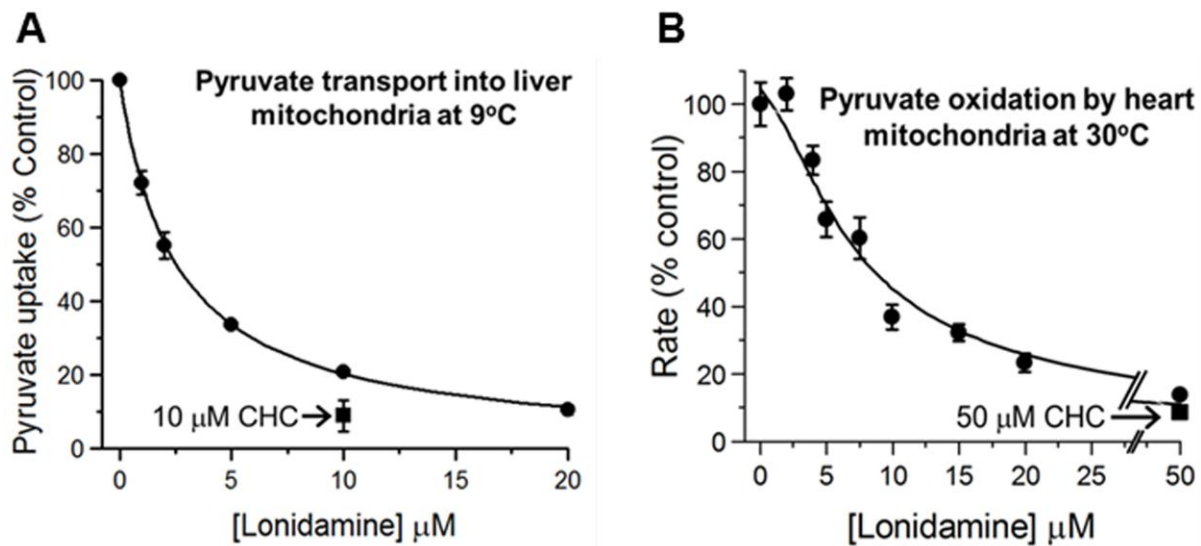 A
Pyruvate transport into liver
mitochondria at 9ºC
Pyruvate uptake (% Control)
100
80
60
40
20
0
10 µM CHC
0 5 10 15 20
[Lonidamine] µM
B
Pyruvate oxidation by heart
mitochondria at 30ºC
Rate (% control)
100
80
60
40
20
0
50 µM CHC
0 5 10 15 20 25 50
[Lonidamine] µM